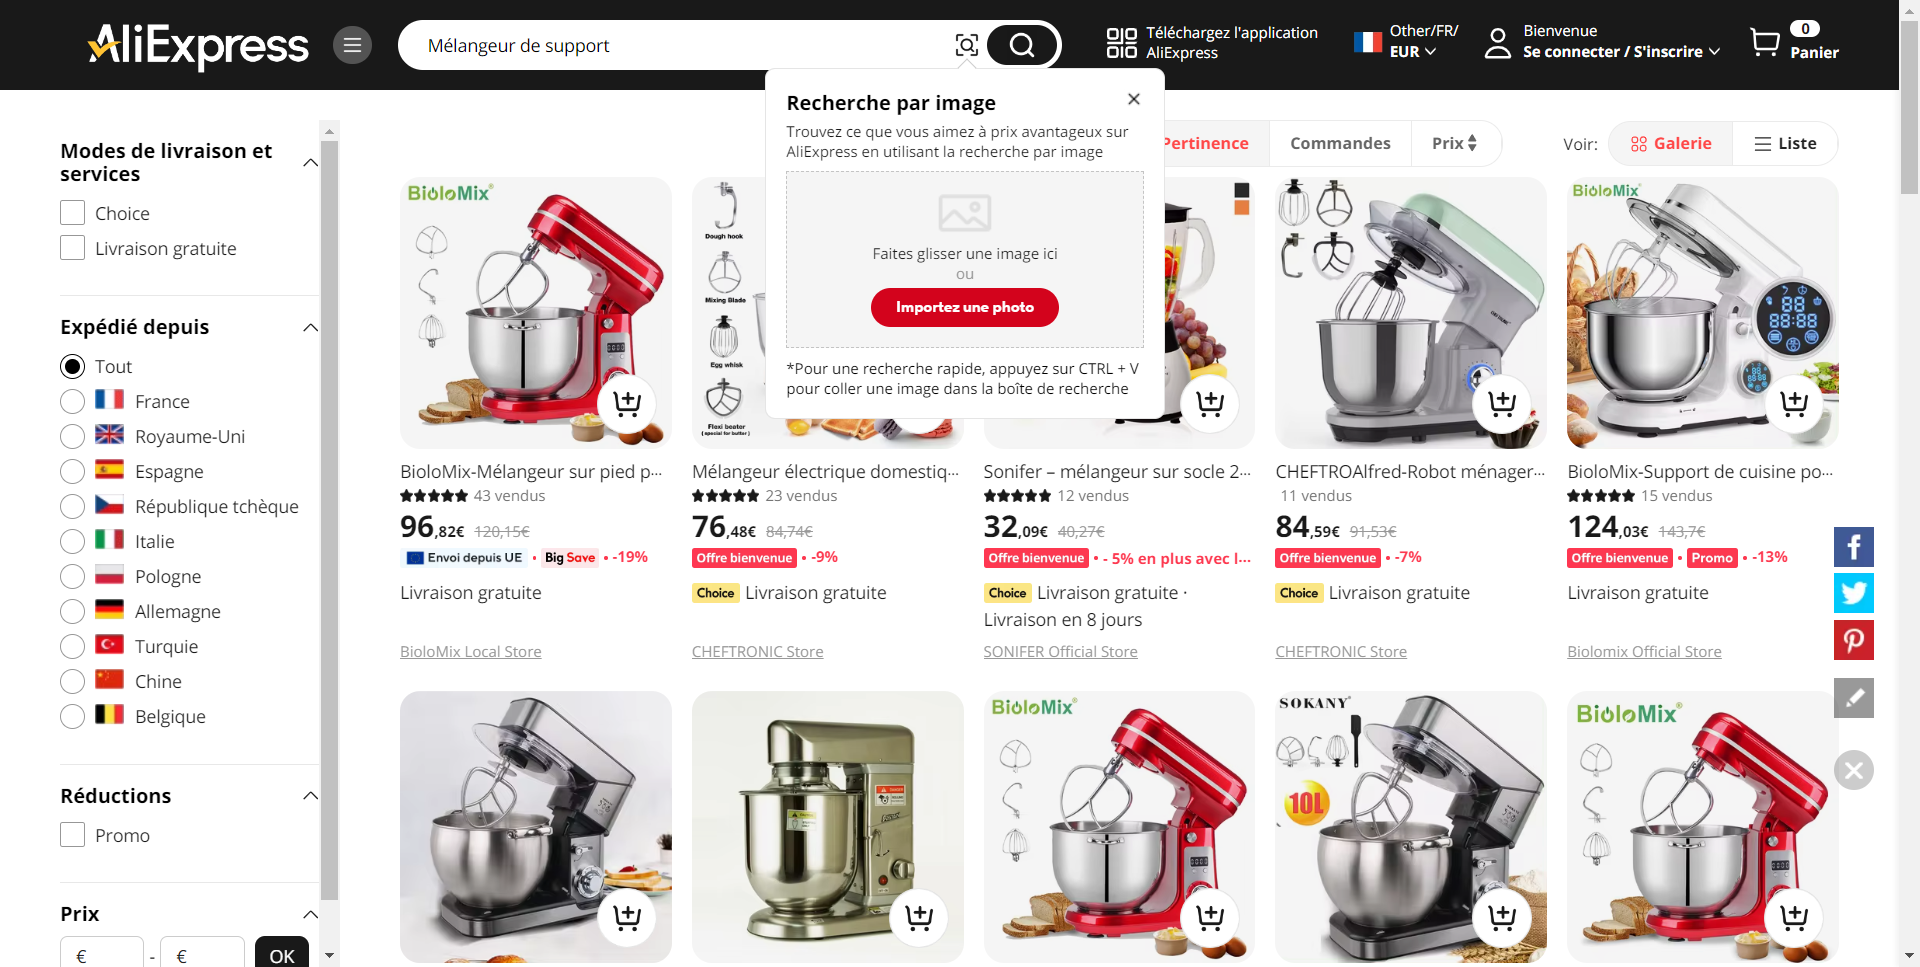 AliExpress
Mélangeur de support
Téléchargez l'application
AliExpress
Other/FR/
EUR
Bienvenue
Se connecter / S'inscrire
0
Panier
Recherche par image
Trouvez ce que vous aimez à prix avantageux sur
AliExpress en utilisant la recherche par image
Faites glisser une image ici
ou
Importez une photo
*Pour une recherche rapide, appuyez sur CTRL + V
pour coller une image dans la boîte de recherche
Pertinence
Commandes
Prix
Voir:
Galerie
Liste
Modes de livraison et
services
Choice
Livraison gratuite
Expédié depuis
Tout
France
Royaume-Uni
Espagne
République tchèque
Italie
Pologne
Allemagne
Turquie
Chine
Belgique
Réductions
Promo
Prix
€ - € OK
BioloMix®
Dough hook
Mixing Blade
Egg whisk
Flexi beater
( special for butter )
CHEFTRONIC
BioloMix®
88
88:88
BioloMix-Mélangeur sur pied p...
43 vendus
96,82€ 120,15€
Envoi depuis UE • Big Save • -19%
Livraison gratuite
BioloMix Local Store
Mélangeur électrique domestiq...
23 vendus
76,48€ 84,74€
Offre bienvenue • -9%
Choice Livraison gratuite
CHEFTRONIC Store
Sonifer – mélangeur sur socle 2...
12 vendus
32,09€ 40,27€
Offre bienvenue • - 5% en plus avec l...
Choice Livraison gratuite ·
Livraison en 8 jours
SONIFER Official Store
CHEFTROAlfred-Robot ménager...
11 vendus
84,59€ 91,53€
Offre bienvenue • -7%
Choice Livraison gratuite
CHEFTRONIC Store
BioloMix-Support de cuisine po...
15 vendus
124,03€ 143,7€
Offre bienvenue • Promo • -13%
Livraison gratuite
Biolomix Official Store
BioloMix®
SOKANY
10L
BioloMix®